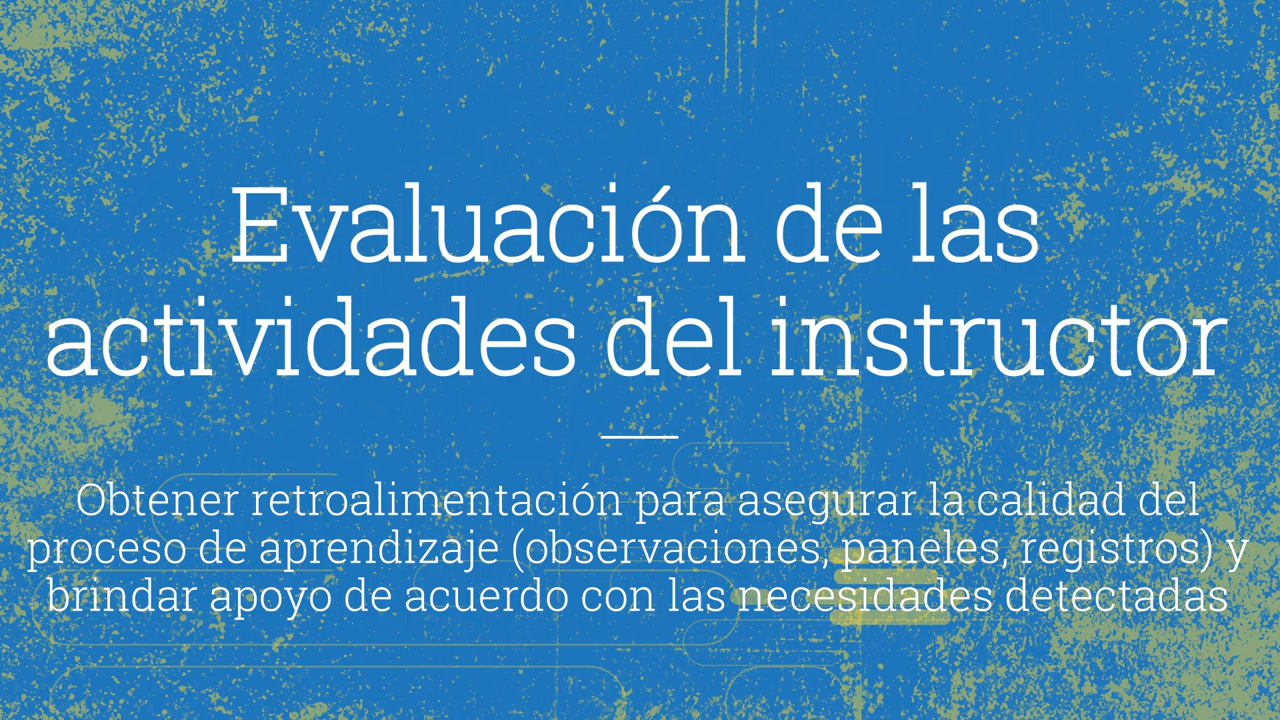 Evaluación de las
actividades del instructor
Obtener retroalimentación para asegurar la calidad del
proceso de aprendizaje (observaciones, paneles, registros) y
brindar apoyo de acuerdo con las necesidades detectadas